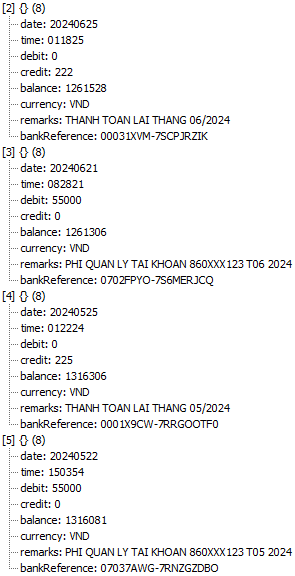 [2] {} (8)
date: 20240625
time: 011825
debit: 0
credit: 222
balance: 1261528
currency: VND
remarks: THANH TOAN LAI THANG 06/2024
bankReference: 00031XVM-7SCPJRZIK
[3] {} (8)
date: 20240621
time: 082821
debit: 55000
credit: 0
balance: 1261306
currency: VND
remarks: PHI QUAN LY TAI KHOAN 860XXX123 T06 2024
bankReference: 0702FPYO-7S6MERJCQ
[4] {} (8)
date: 20240525
time: 012224
debit: 0
credit: 225
balance: 1316306
currency: VND
remarks: THANH TOAN LAI THANG 05/2024
bankReference: 0001X9CW-7RRGOOTF0
[5] {} (8)
date: 20240522
time: 150354
debit: 55000
credit: 0
balance: 1316081
currency: VND
remarks: PHI QUAN LY TAI KHOAN 860XXX123 T05 2024
bankReference: 07037AWG-7RNZGZDBO